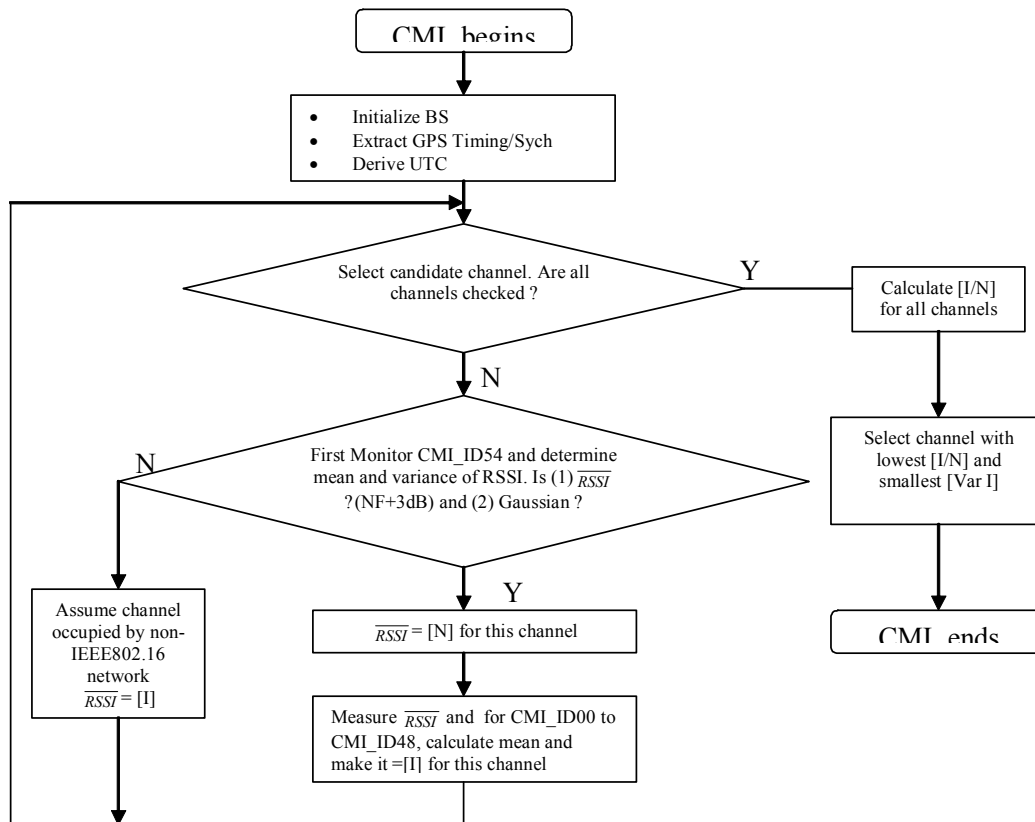 CMI begins
• Initialize BS
• Extract GPS Timing/Sych
• Derive UTC
Select candidate channel. Are all
channels checked ?
Y
Calculate [I/N]
for all channels
N
Select channel with
lowest [I/N] and
smallest [Var I]
First Monitor CMI_ID54 and determine
mean and variance of RSSI. Is (1) RSSI
?(NF+3dB) and (2) Gaussian ?
N
Y
Assume channel
occupied by non-
IEEE802.16
network
RSSI = [I]
RSSI = [N] for this channel
CMI ends
Measure RSSI and for CMI_ID00 to
CMI_ID48, calculate mean and
make it =[I] for this channel